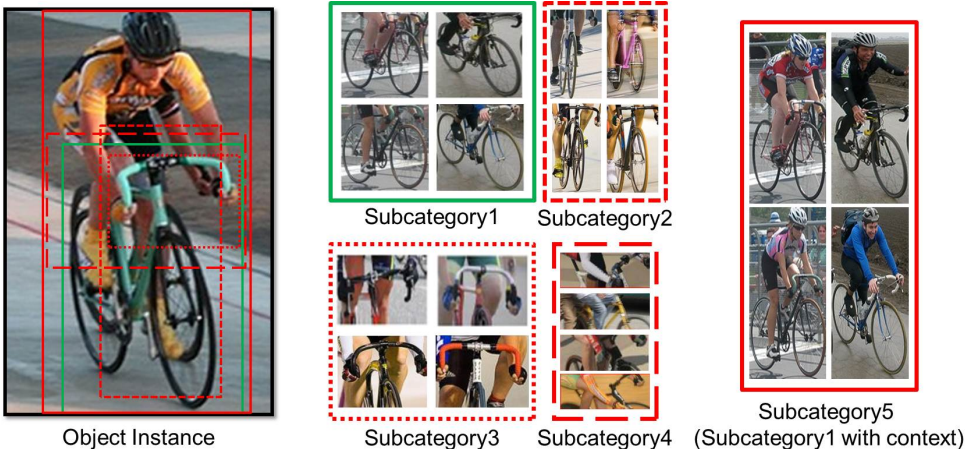 Subcategory1
Subcategory2
Object Instance
Subcategory3
Subcategory4
Subcategory5
(Subcategory1 with context)